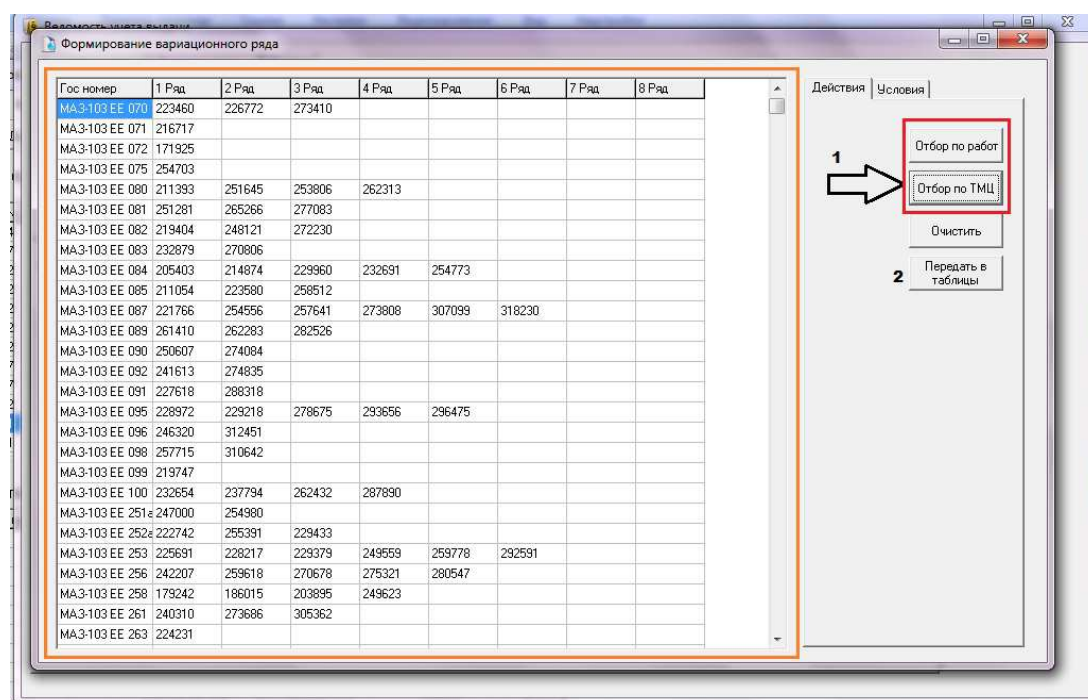 Ведомость учета выдачи
Формирование вариационного ряда
Гос номер 1 Ряд 2 Ряд 3 Ряд 4 Ряд 5 Ряд 6 Ряд 7 Ряд 8 Ряд
МАЗ-103 ЕЕ 070 223460 226772 273410
МАЗ-103 ЕЕ 071 216717
МАЗ-103 ЕЕ 072 171925
МАЗ-103 ЕЕ 075 254703
МАЗ-103 ЕЕ 080 211393 251645 253806 262313
МАЗ-103 ЕЕ 081 251281 265266 277083
МАЗ-103 ЕЕ 082 219404 248121 272230
МАЗ-103 ЕЕ 083 232879 270806
МАЗ-103 ЕЕ 084 205403 214874 229960 232691 254773
МАЗ-103 ЕЕ 085 211054 223580 258512
МАЗ-103 ЕЕ 087 221766 254556 257641 273808 307099 318230
МАЗ-103 ЕЕ 089 261410 262283 282526
МАЗ-103 ЕЕ 090 250607 274084
МАЗ-103 ЕЕ 092 241613 274835
МАЗ-103 ЕЕ 091 227618 288318
МАЗ-103 ЕЕ 095 228972 229218 278675 293656 296475
МАЗ-103 ЕЕ 096 246320 312451
МАЗ-103 ЕЕ 098 257715 310642
МАЗ-103 ЕЕ 099 219747
МАЗ-103 ЕЕ 100 232654 237794 262432 287890
МАЗ-103 ЕЕ 251а 247000 254980
МАЗ-103 ЕЕ 252а 222742 255391 229433
МАЗ-103 ЕЕ 253 225691 228217 229379 249559 259778 292591
МАЗ-103 ЕЕ 256 242207 259618 270678 275321 280547
МАЗ-103 ЕЕ 258 179242 186015 203895 249623
МАЗ-103 ЕЕ 261 240310 273686 305362
МАЗ-103 ЕЕ 263 224231
Действия Условия
1
Отбор по работ
Отбор по ТМЦ
Очистить
2
Передать в
таблицы